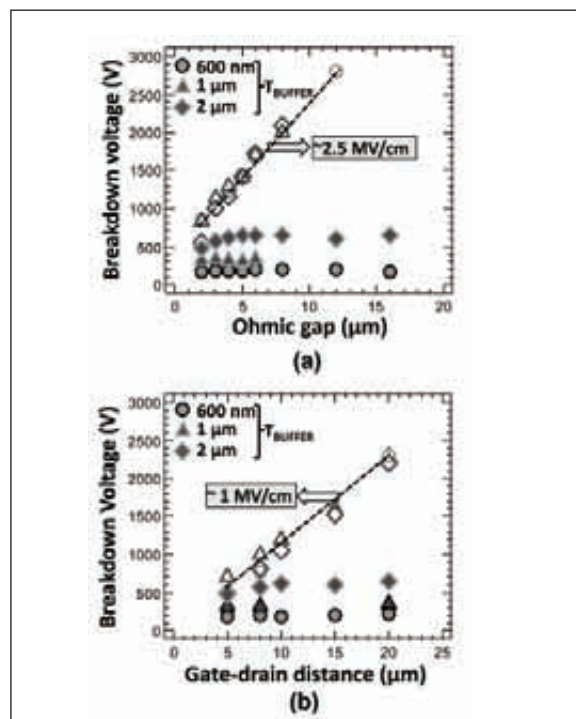 3000
2500
2000
1500
1000
500
0
Breakdown voltage (V)
600 nm
1 µm
2 µm
T BUFFER
~2.5 MV/cm
0 5 10 15 20
Ohmic gap (µm)
(a)
3000
2500
2000
1500
1000
500
0
Breakdown Voltage (V)
600 nm
1 µm
2 µm
T BUFFER
~ 1 MV/cm
0 5 10 15 20 25
Gate-drain distance (µm)
(b)